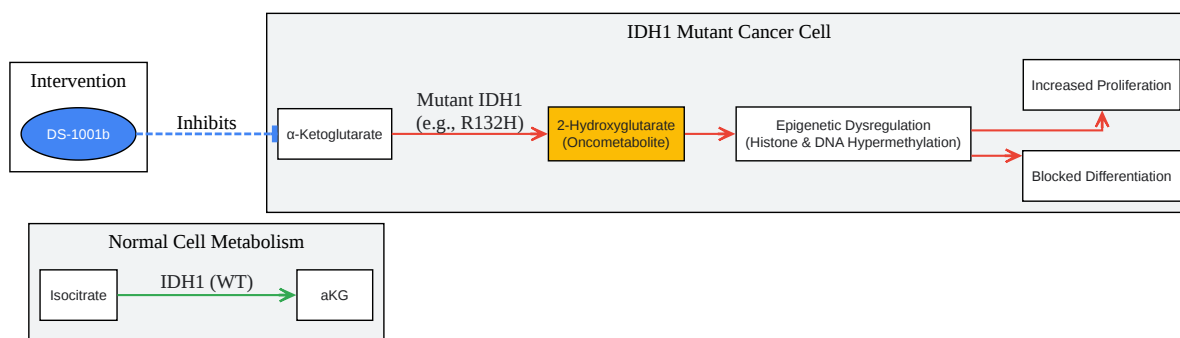 IDH1 Mutant Cancer Cell
Intervention
DS-1001b
Inhibits
α-Ketoglutarate
Mutant IDH1
(e.g., R132H)
2-Hydroxyglutarate
(Oncometabolite)
Epigenetic Dysregulation
(Histone & DNA Hypermethylation)
Increased Proliferation
Blocked Differentiation
Normal Cell Metabolism
Isocitrate
IDH1 (WT)
aKG